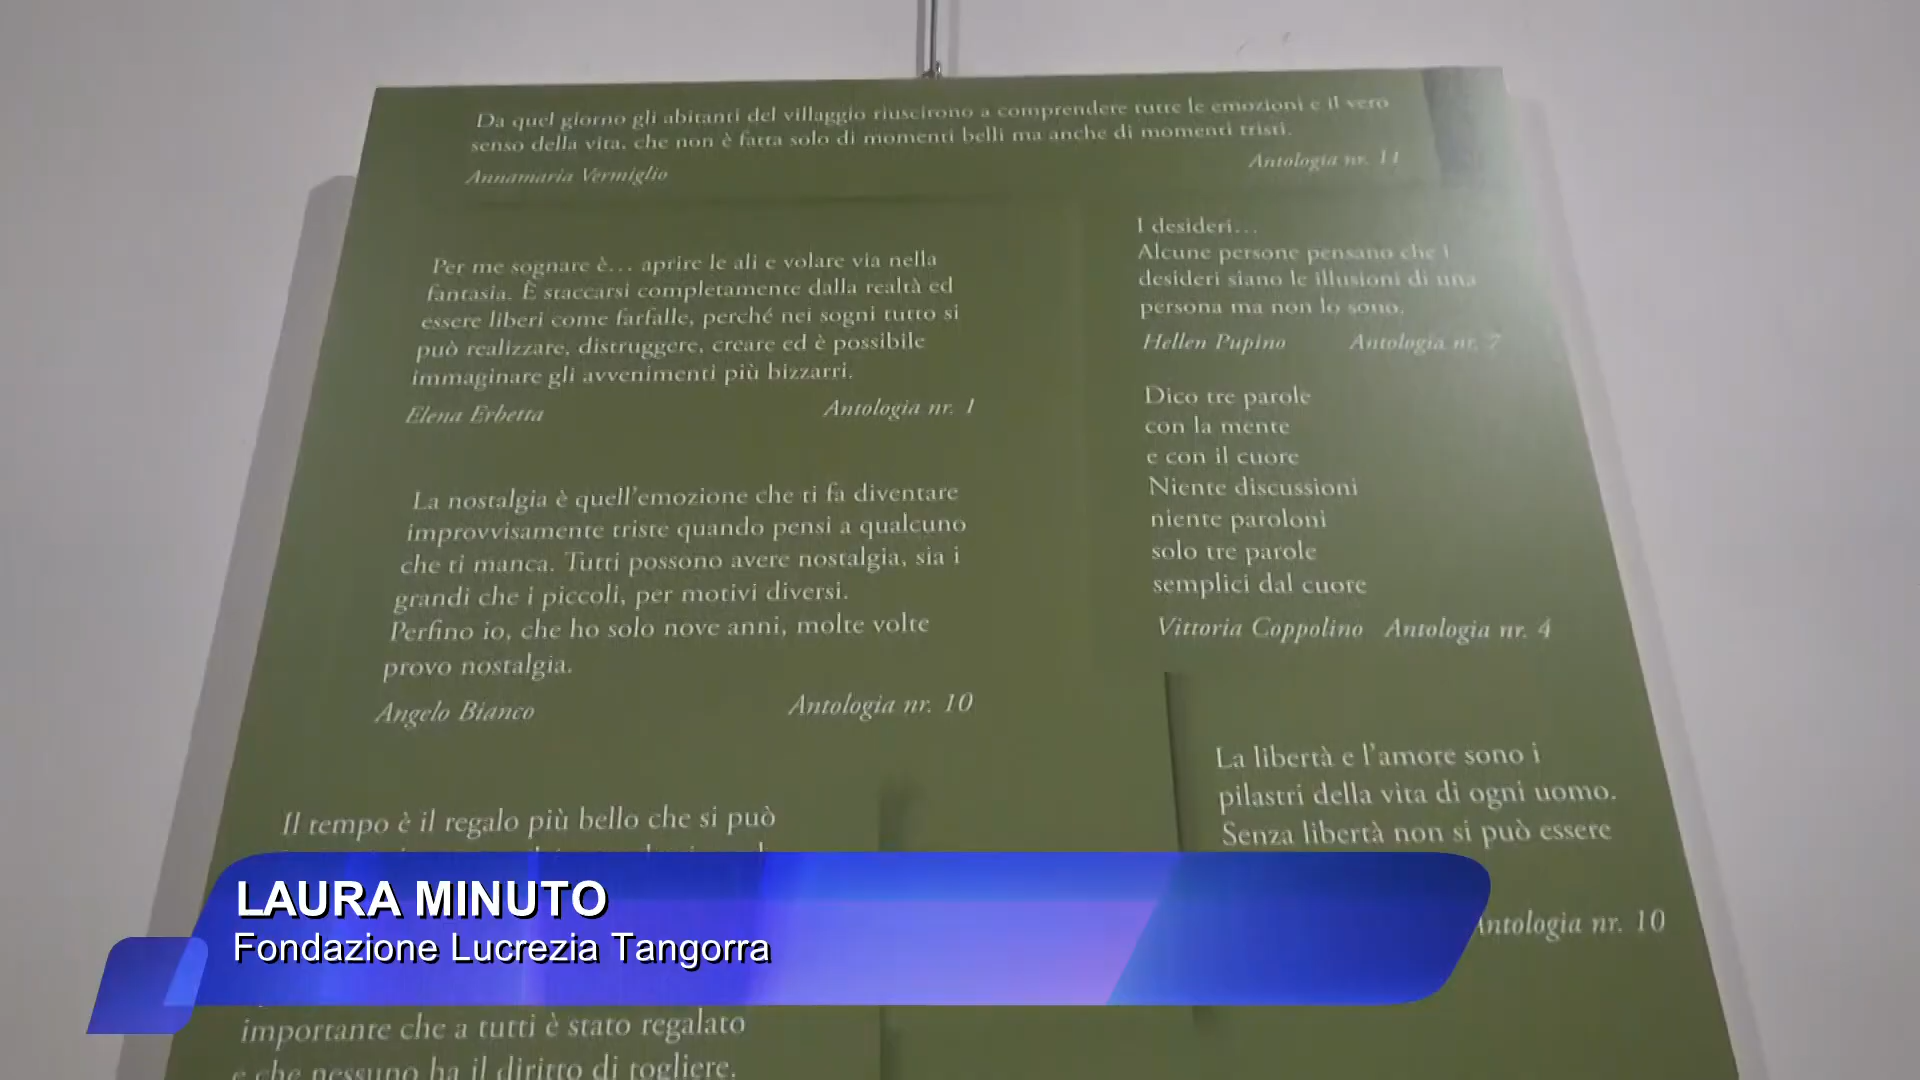 Da quel giorno gli abitanti del villaggio riuscirono a comprendere tutte le emozioni e il vero
senso della vita, che non è fatta solo di momenti belli ma anche di momenti tristi.
Annamaria Vermiglio
Antologia nr. 11
Per me sognare è... aprire le ali e volare via nella
fantasia. È staccarsi completamente dalla realtà ed
essere liberi come farfalle, perché nei sogni tutto si
può realizzare, distruggere, creare ed è possibile
immaginare gli avvenimenti più bizzarri.
Elena Erbetta
Antologia nr. 1
La nostalgia è quell'emozione che ti fa diventare
improvvisamente triste quando pensi a qualcuno
che ti manca. Tutti possono avere nostalgia, sia i
grandi che i piccoli, per motivi diversi.
Perfino io, che ho solo nove anni, molte volte
provo nostalgia.
Angelo Bianco
Antologia nr. 10
Il tempo è il regalo più bello che si può
importante che a tutti è stato regalato
e che nessuno ha il diritto di togliere.
I desideri...
Alcune persone pensano che i
desideri siano le illusioni di una
persona ma non lo sono.
Hellen Pupino
Antologia nr. 7
Dico tre parole
con la mente
e con il cuore
Niente discussioni
niente paroloni
solo tre parole
semplici dal cuore
Vittoria Coppolino
Antologia nr. 4
La libertà e l'amore sono i
pilastri della vita di ogni uomo.
Senza libertà non si può essere
Antologia nr. 10
LAURA MINUTO
Fondazione Lucrezia Tangorra